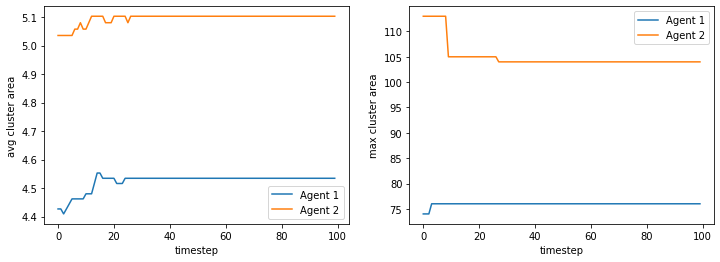 5.1
5.0
4.9
4.8
4.7
4.6
4.5
4.4
avg cluster area
0 20 40 60 80 100
timestep
Agent 1
Agent 2
115
110
105
100
95
90
85
80
75
max cluster area
0 20 40 60 80 100
timestep
Agent 1
Agent 2